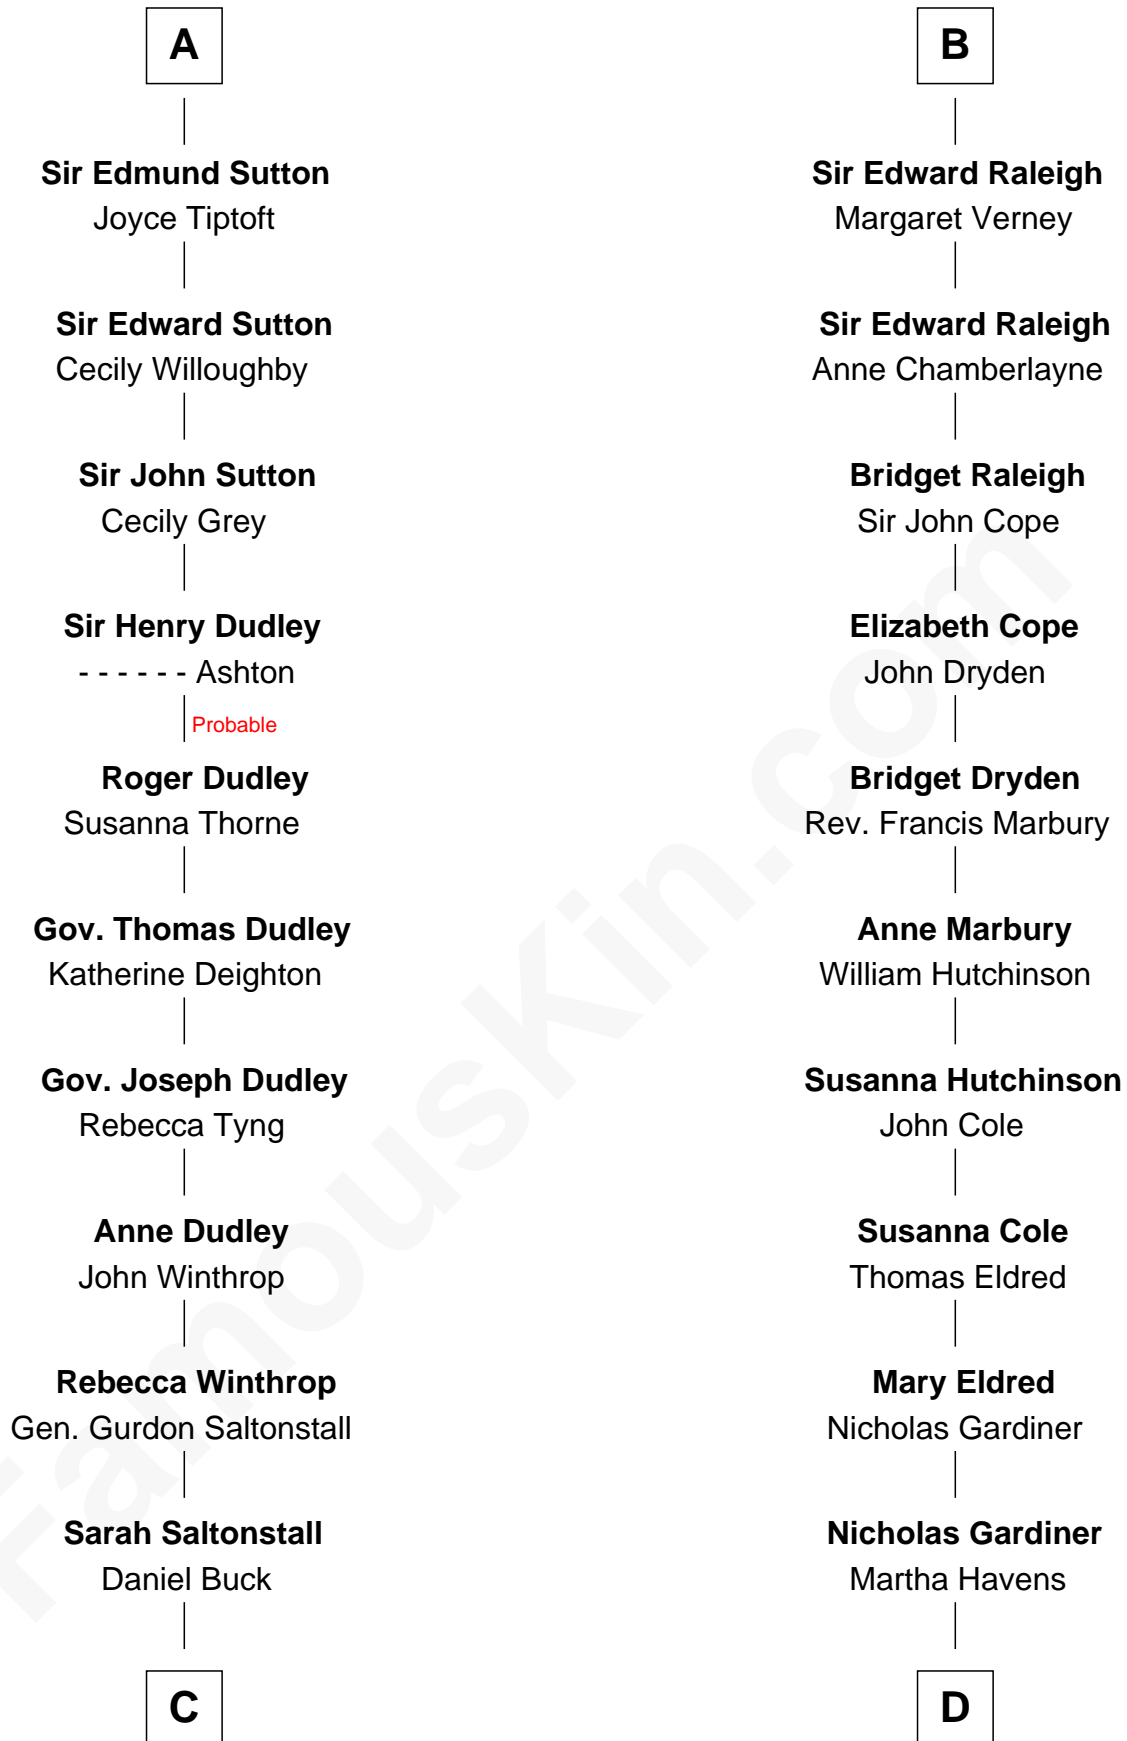 A
Sir Edmund Sutton
Joyce Tiptoft
Sir Edward Sutton
Cecily Willoughby
Sir John Sutton
Cecily Grey
Sir Henry Dudley
- - - - - - Ashton
Probable
Roger Dudley
Susanna Thorne
Gov. Thomas Dudley
Katherine Deighton
Gov. Joseph Dudley
Rebecca Tyng
Anne Dudley
John Winthrop
Rebecca Winthrop
Gen. Gurdon Saltonstall
Sarah Saltonstall
Daniel Buck
C
B
Sir Edward Raleigh
Margaret Verney
Sir Edward Raleigh
Anne Chamberlayne
Bridget Raleigh
Sir John Cope
Elizabeth Cope
John Dryden
Bridget Dryden
Rev. Francis Marbury
Anne Marbury
William Hutchinson
Susanna Hutchinson
John Cole
Susanna Cole
Thomas Eldred
Mary Eldred
Nicholas Gardiner
Nicholas Gardiner
Martha Havens
D
FamousKin.com